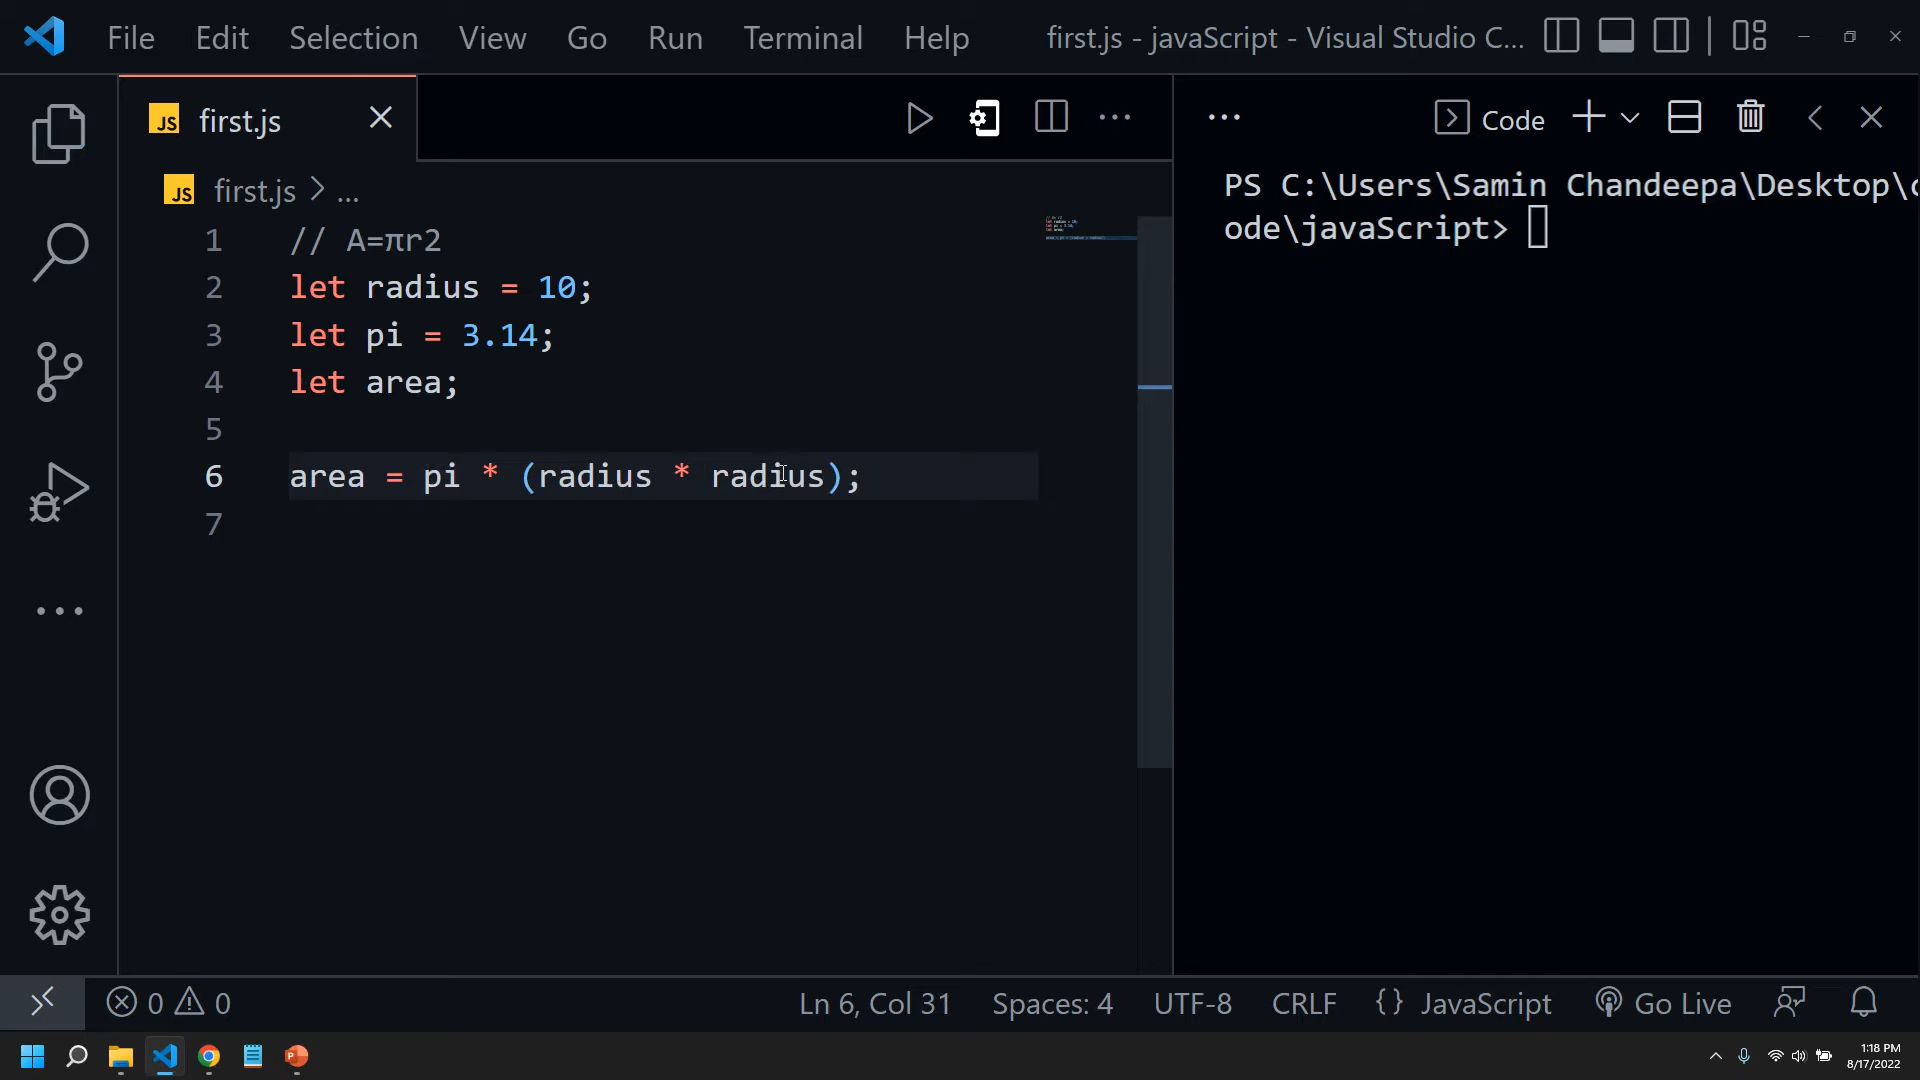 File Edit Selection View Go Run Terminal Help first.js - javaScript - Visual Studio C...
JS first.js
Code
JS first.js > ...
1 // A=πr2
2 let radius = 10;
3 let pi = 3.14;
4 let area;
5
6 area = pi * (radius * radius);
7
PS C:\Users\Samin Chandeepa\Desktop\c
ode\javaScript>
0 0 Ln 6, Col 31 Spaces: 4 UTF-8 CRLF {} JavaScript Go Live
1:18 PM
8/17/2022